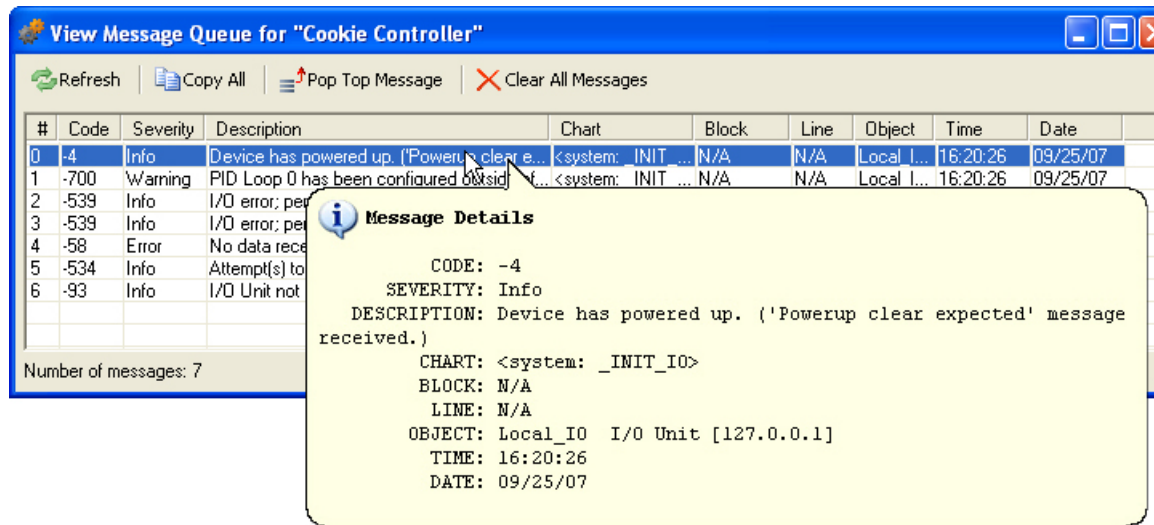 View Message Queue for "Cookie Controller"
Refresh Copy All Pop Top Message Clear All Messages
# Code Severity Description Chart Block Line Object Time Date
0 -4 Info Device has powered up. ('Powerup clear e... <system: _INIT_... N/A N/A Local_I... 16:20:26 09/25/07
1 -700 Warning PID Loop 0 has been configured outside of... <system: _INIT_... N/A N/A Local_I... 16:20:26 09/25/07
2 -539 Info I/O error; per
3 -539 Info I/O error; per
4 -58 Error No data rece
5 -534 Info Attempt(s) to
6 -93 Info I/O Unit not
Number of messages: 7
Message Details
CODE: -4
SEVERITY: Info
DESCRIPTION: Device has powered up. ('Powerup clear expected' message
received.)
CHART: <system: _INIT_IO>
BLOCK: N/A
LINE: N/A
OBJECT: Local_IO I/O Unit [127.0.0.1]
TIME: 16:20:26
DATE: 09/25/07